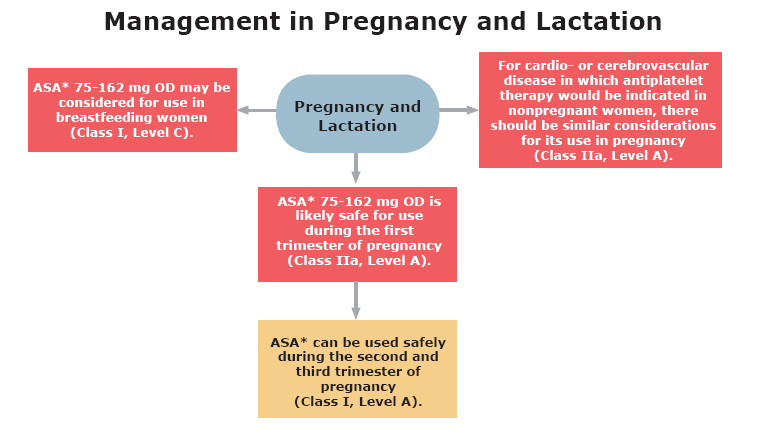 Management in Pregnancy and Lactation
ASA* 75-162 mg OD may be
considered for use in
breastfeeding women
(Class I, Level C).
Pregnancy and
Lactation
For cardio- or cerebrovascular
disease in which antiplatelet
therapy would be indicated in
nonpregnant women, there
should be similar considerations
for its use in pregnancy
(Class IIa, Level A).
ASA* 75-162 mg OD is
likely safe for use
during the first
trimester of pregnancy
(Class IIa, Level A).
ASA* can be used safely
during the second and
third trimester of
pregnancy
(Class I, Level A).